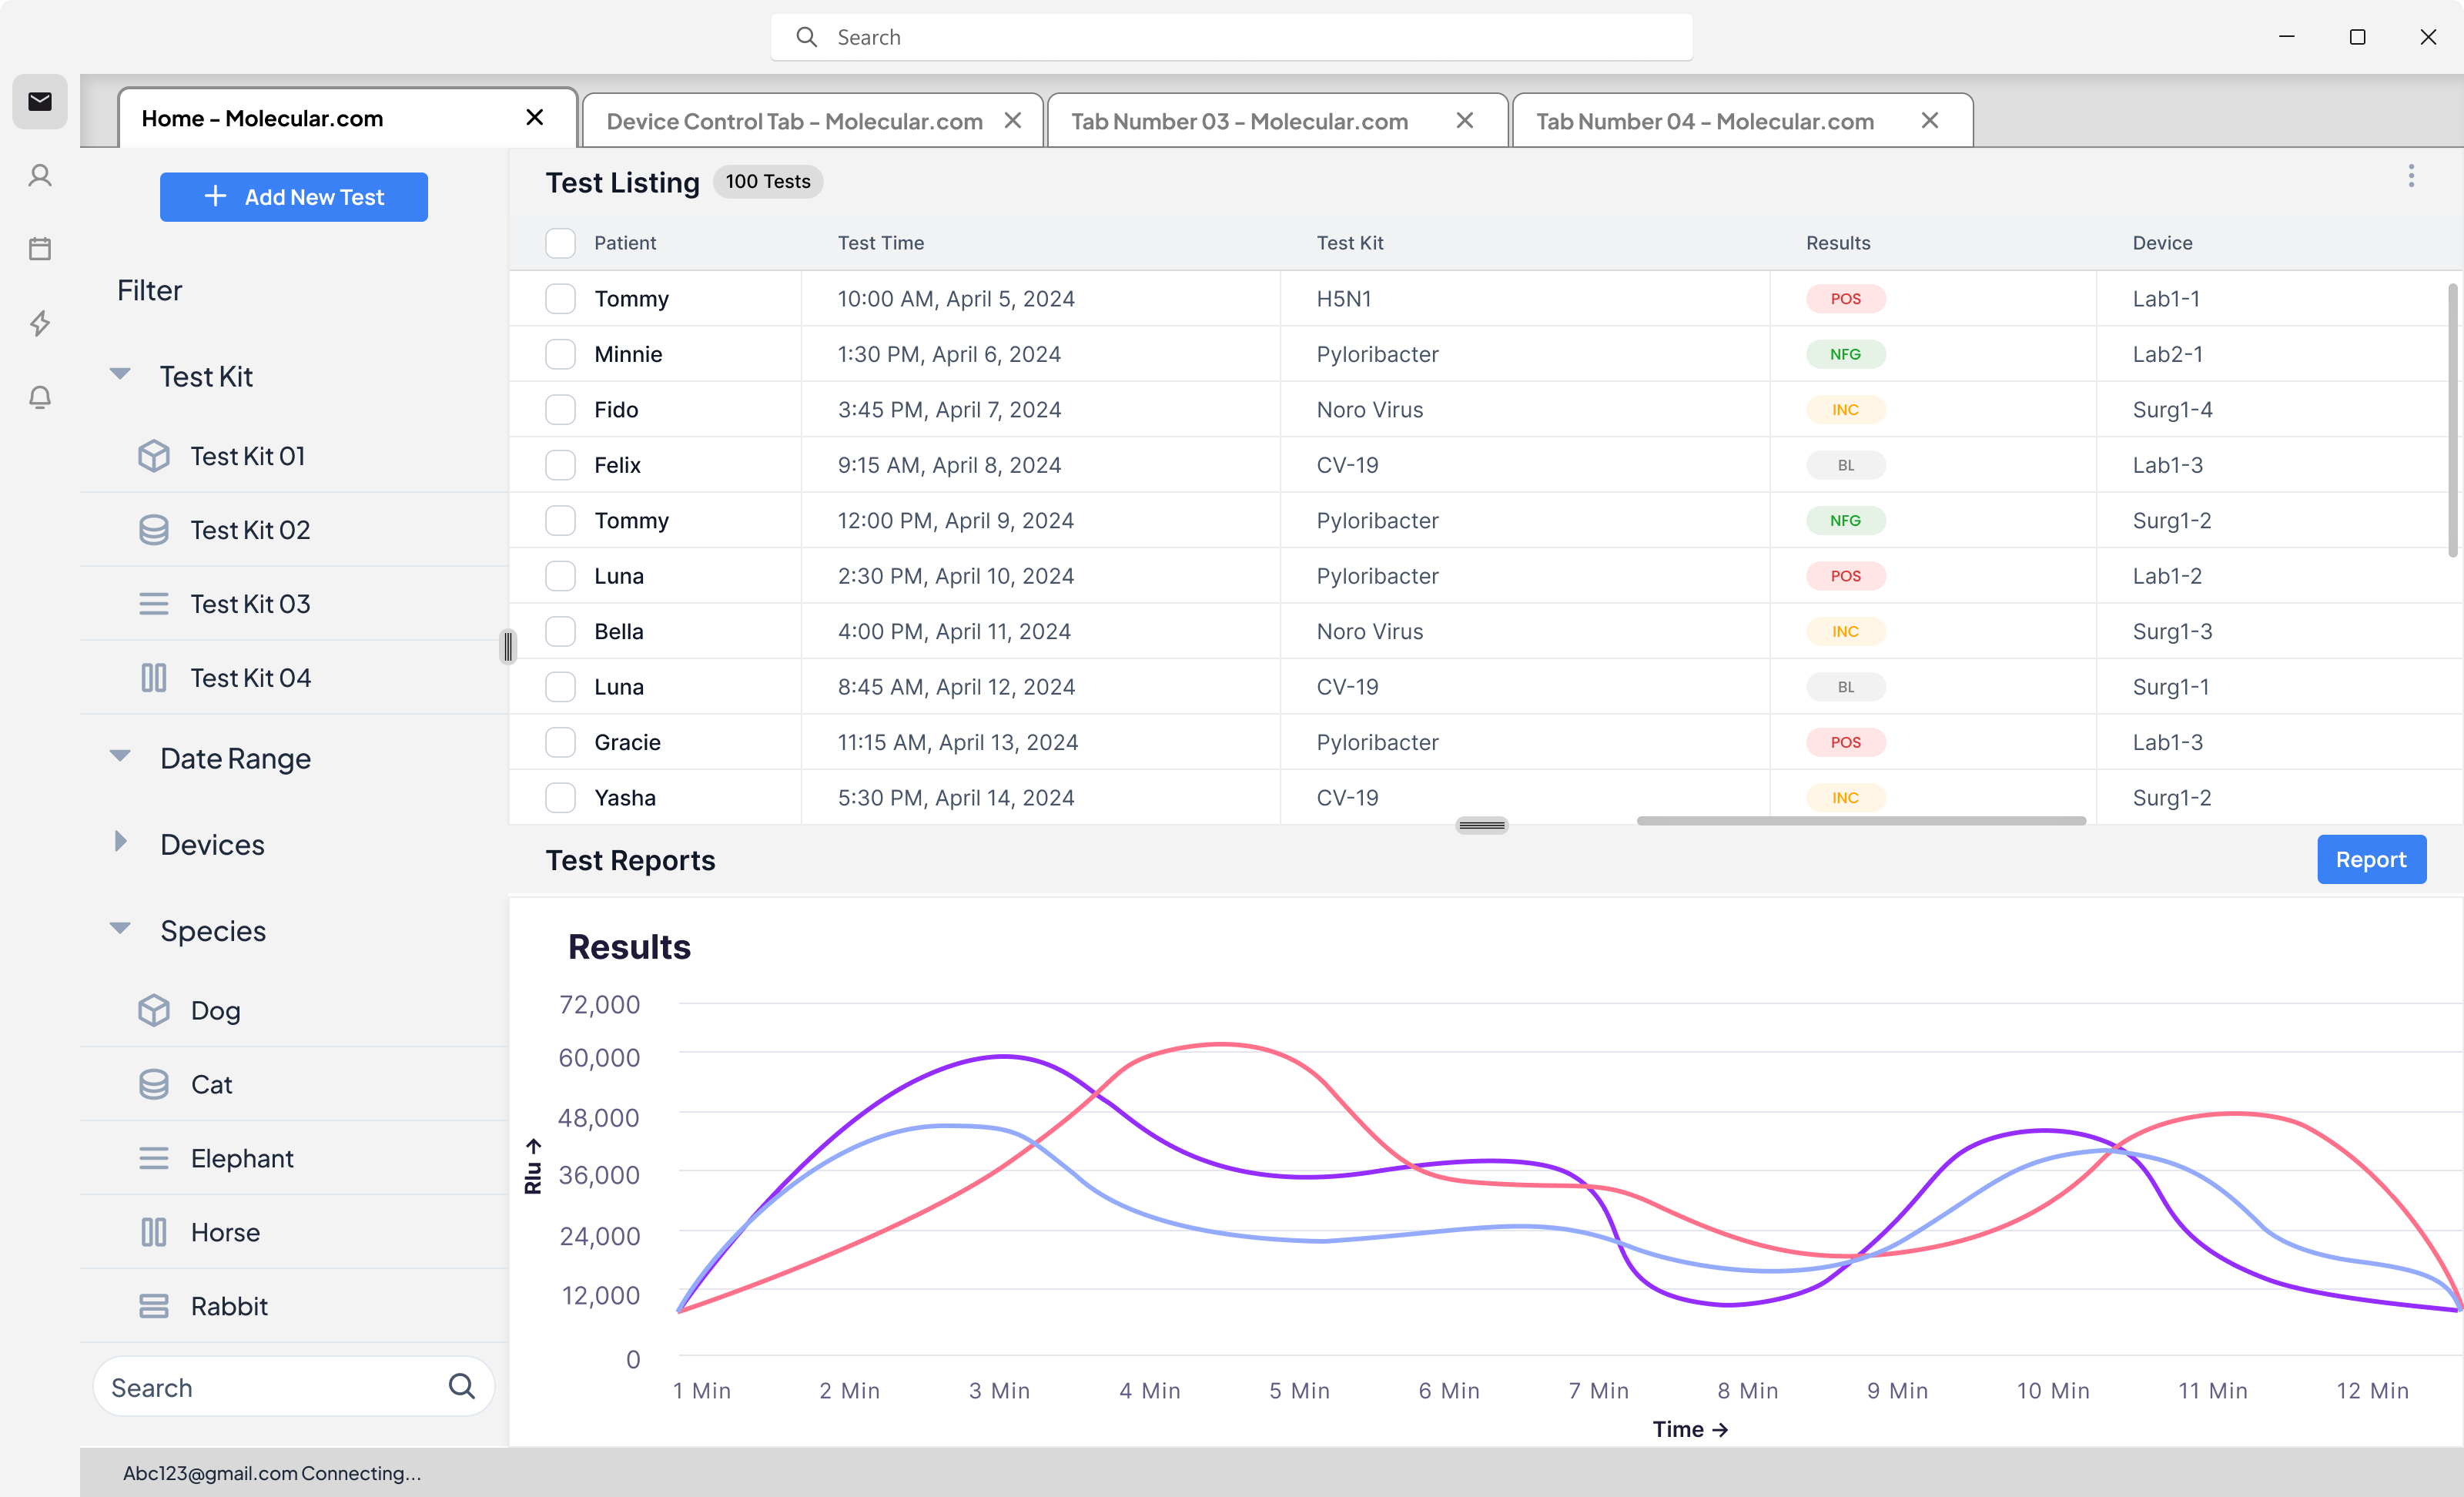 Search
Home – Molecular.com
Device Control Tab – Molecular.com
Tab Number 03 – Molecular.com
Tab Number 04 – Molecular.com
Add New Test
Filter
Test Kit
Test Kit 01
Test Kit 02
Test Kit 03
Test Kit 04
Date Range
Devices
Species
Dog
Cat
Elephant
Horse
Rabbit
Search
Test Listing 100 Tests
Patient Test Time Test Kit Results Device
Tommy 10:00 AM, April 5, 2024 H5N1 POS Lab1-1
Minnie 1:30 PM, April 6, 2024 Pyloribacter NFG Lab2-1
Fido 3:45 PM, April 7, 2024 Noro Virus INC Surg1-4
Felix 9:15 AM, April 8, 2024 CV-19 BL Lab1-3
Tommy 12:00 PM, April 9, 2024 Pyloribacter NFG Surg1-2
Luna 2:30 PM, April 10, 2024 Pyloribacter POS Lab1-2
Bella 4:00 PM, April 11, 2024 Noro Virus INC Surg1-3
Luna 8:45 AM, April 12, 2024 CV-19 BL Surg1-1
Gracie 11:15 AM, April 13, 2024 Pyloribacter POS Lab1-3
Yasha 5:30 PM, April 14, 2024 CV-19 INC Surg1-2
Test Reports
Report
Results
72,000
60,000
48,000
36,000
24,000
12,000
0
Rlu →
1 Min 2 Min 3 Min 4 Min 5 Min 6 Min 7 Min 8 Min 9 Min 10 Min 11 Min 12 Min
Time →
Abc123@gmail.com Connecting...